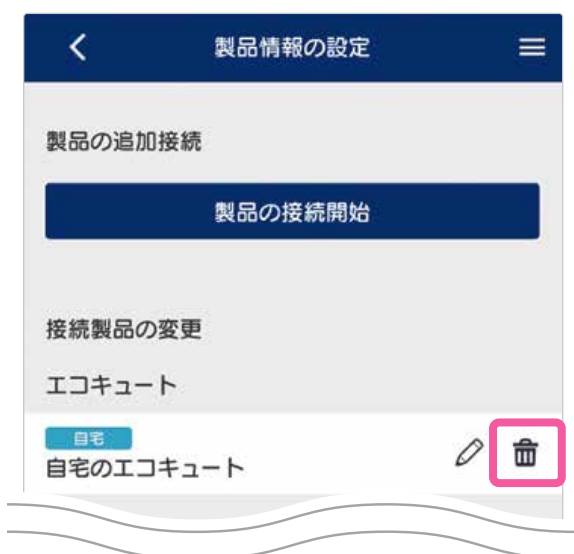 製品情報の設定
製品の追加接続
製品の接続開始
接続製品の変更
エコキュート
自宅
自宅のエコキュート